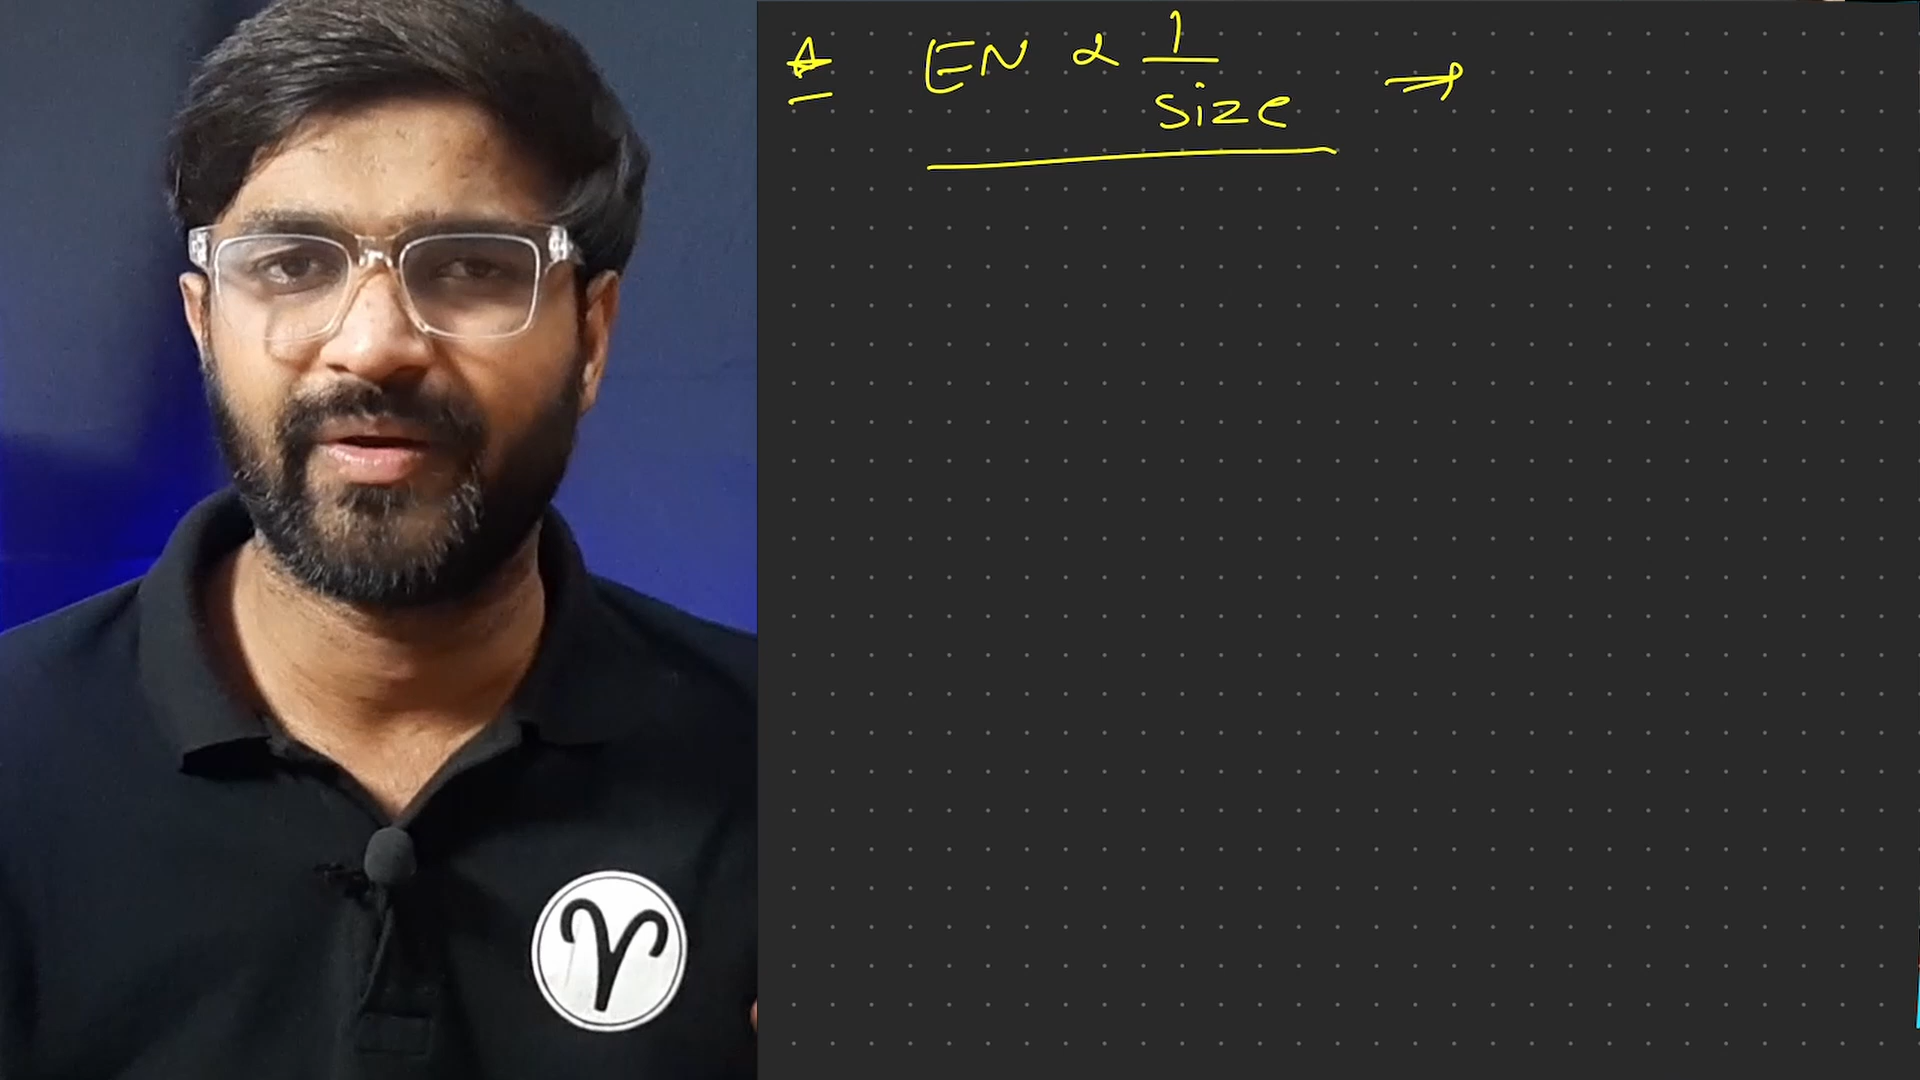 EN ∝ 1/size ⇒